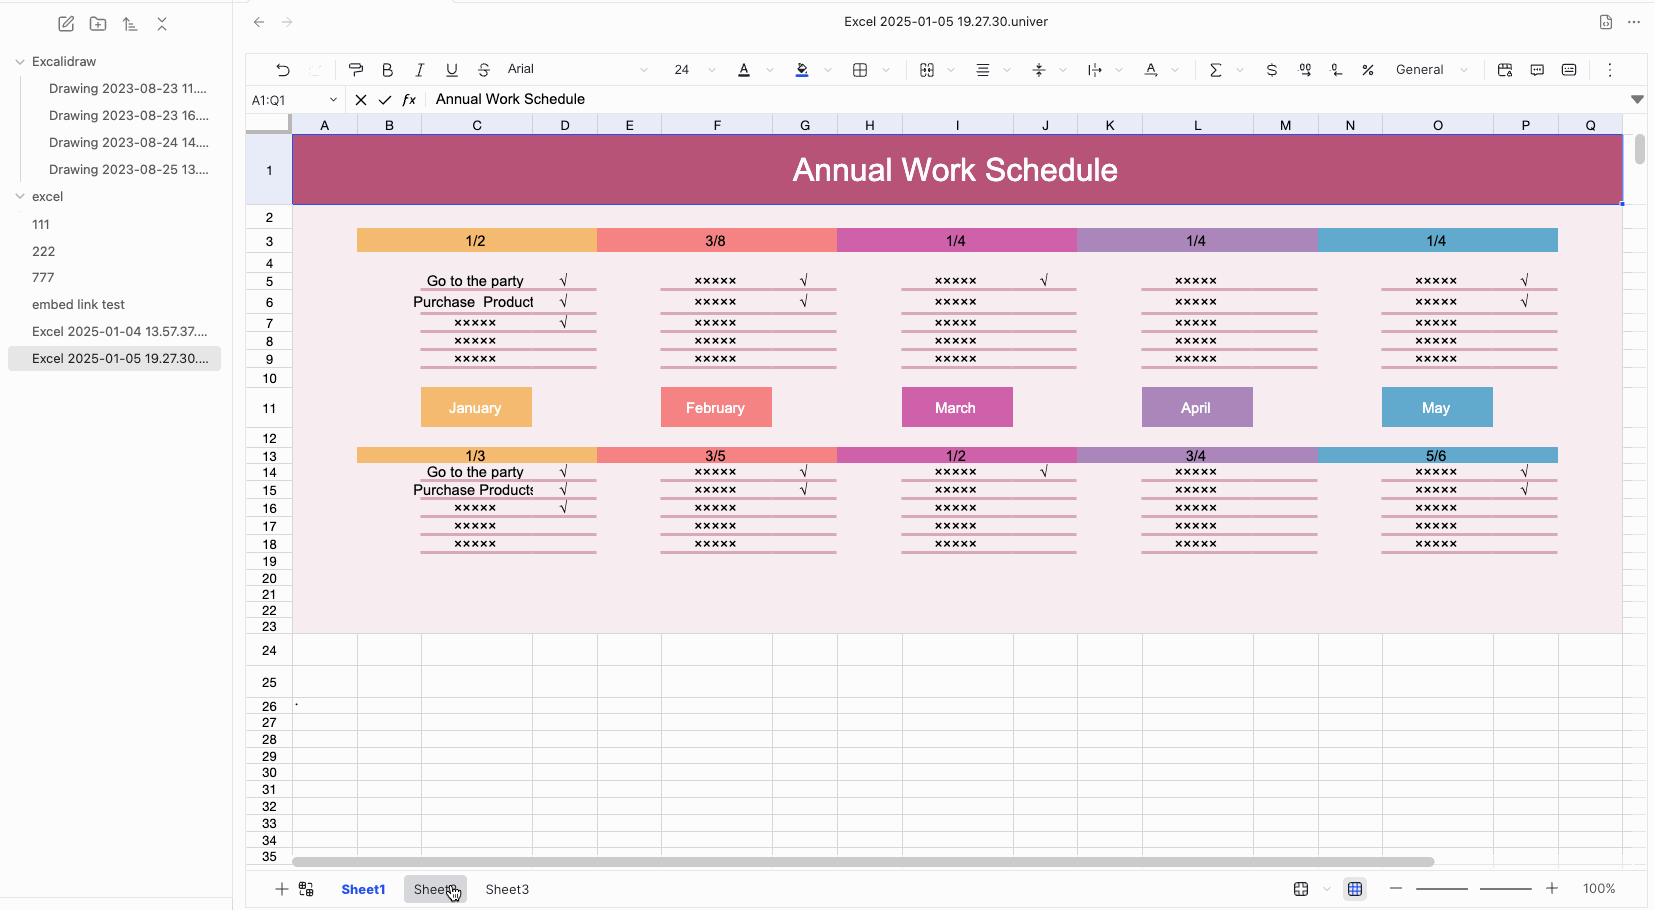 Excel 2025-01-05 19.27.30.univer
Excalidraw
Drawing 2023-08-23 11....
Drawing 2023-08-23 16....
Drawing 2023-08-24 14....
Drawing 2023-08-25 13....
excel
111
222
777
embed link test
Excel 2025-01-04 13.57.37....
Excel 2025-01-05 19.27.30....
B I U S Arial 24 A A Σ $ % General
A1:Q1 fx Annual Work Schedule
A B C D E F G H I J K L M N O P Q
1 Annual Work Schedule
2
3 1/2 3/8 1/4 1/4 1/4
4
5 Go to the party √ ××××× √ ××××× √ ××××× ××××× √
6 Purchase  Product √ ××××× √ ××××× ××××× ××××× √
7 ××××× √ ××××× ××××× ××××× ×××××
8 ××××× ××××× ××××× ××××× ×××××
9 ××××× ××××× ××××× ××××× ×××××
10
11 January February March April May
12
13 1/3 3/5 1/2 3/4 5/6
14 Go to the party √ ××××× √ ××××× √ ××××× ××××× √
15 Purchase Products √ ××××× √ ××××× ××××× ××××× √
16 ××××× √ ××××× ××××× ××××× ×××××
17 ××××× ××××× ××××× ××××× ×××××
18 ××××× ××××× ××××× ××××× ×××××
19
20
21
22
23
24
25
26 .
27
28
29
30
31
32
33
34
35
Sheet1 Sheet Sheet3 100%